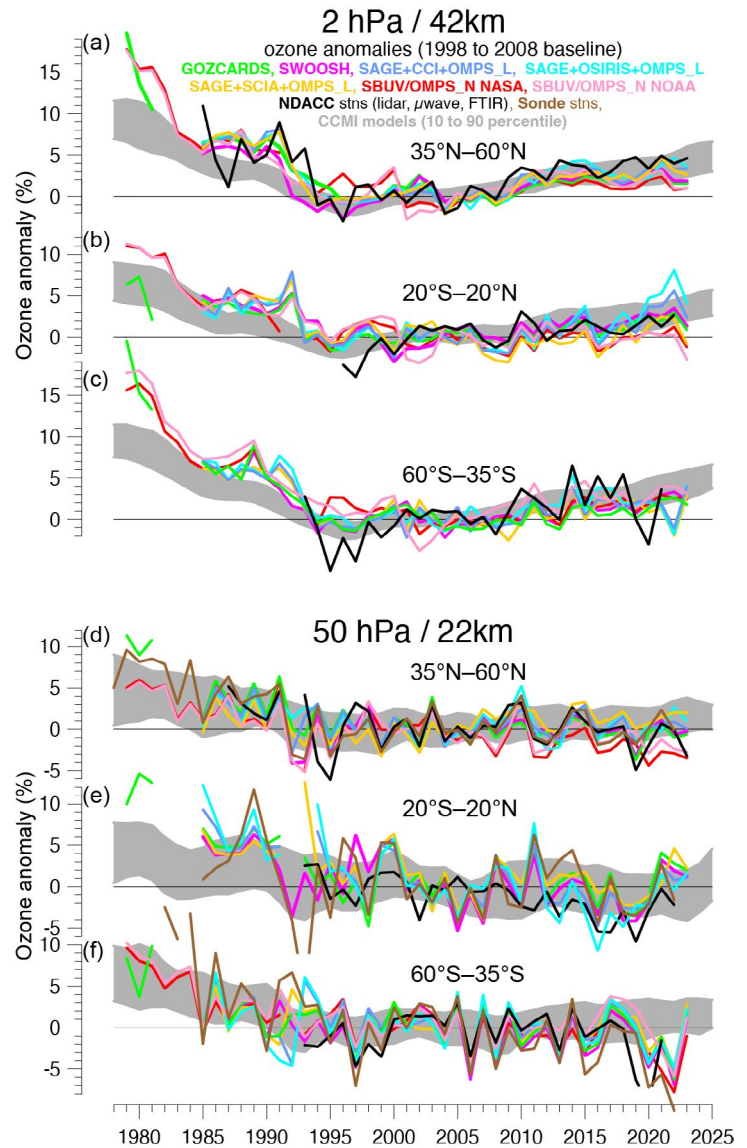 2 hPa / 42km
(a)
ozone anomalies (1998 to 2008 baseline)
GOZCARDS, SWOOSH, SAGE+CCI+OMPS_L, SAGE+OSIRIS+OMPS_L
SAGE+SCIA+OMPS_L, SBUV/OMPS_N NASA, SBUV/OMPS_N NOAA
NDACC stns (lidar, µwave, FTIR), Sonde stns,
CCMI models (10 to 90 percentile)
35°N–60°N
15
10
5
0
(b)
20°S–20°N
10
5
0
Ozone anomaly (%)
(c)
60°S–35°S
15
10
5
0
50 hPa / 22km
(d)
35°N–60°N
10
5
0
-5
(e)
20°S–20°N
10
5
0
-5
Ozone anomaly (%)
(f)
60°S–35°S
10
5
0
-5
1980 1985 1990 1995 2000 2005 2010 2015 2020 2025